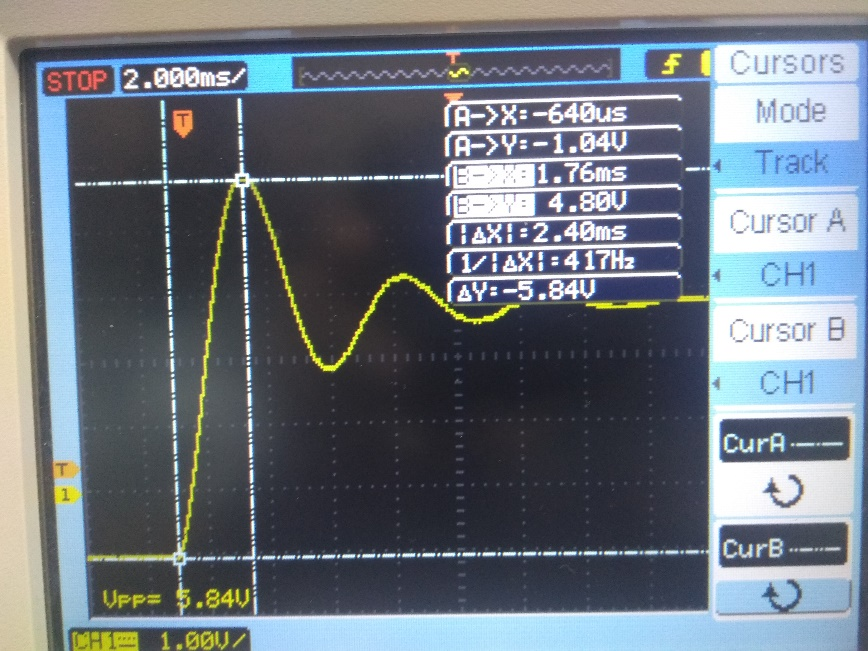 STOP 2.000ms/ T Cursors
A->X:-640us
A->Y:-1.04V
B->X: 1.76ms
B->Y: 4.80V
|ΔX|:2.40ms
1/|ΔX|:417Hz
ΔY:-5.84V
T
T
1
VPP= 5.84V
CH1 1.00V/
Mode
Track
Cursor A
CH1
Cursor B
CH1
CurA
CurB